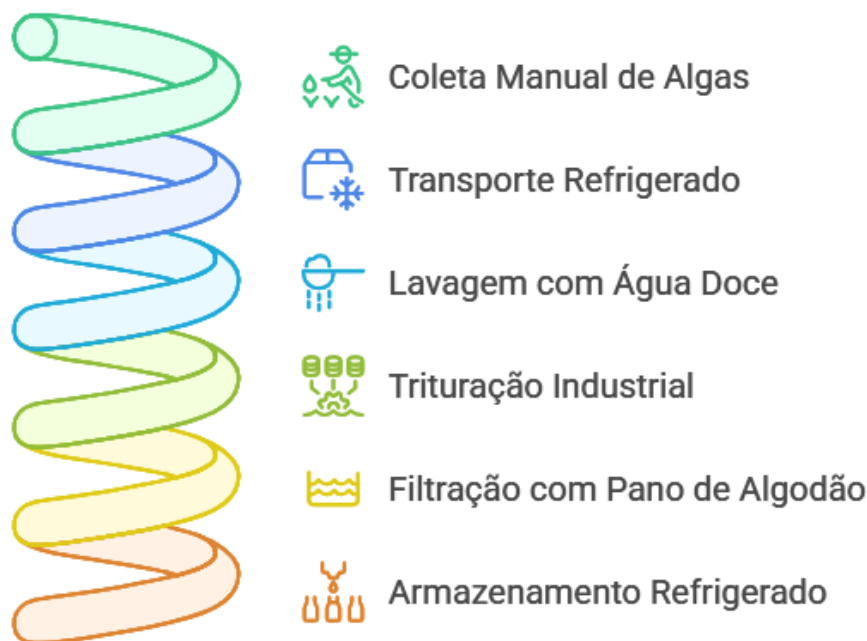 Coleta Manual de Algas
Transporte Refrigerado
Lavagem com Água Doce
Trituração Industrial
Filtração com Pano de Algodão
Armazenamento Refrigerado